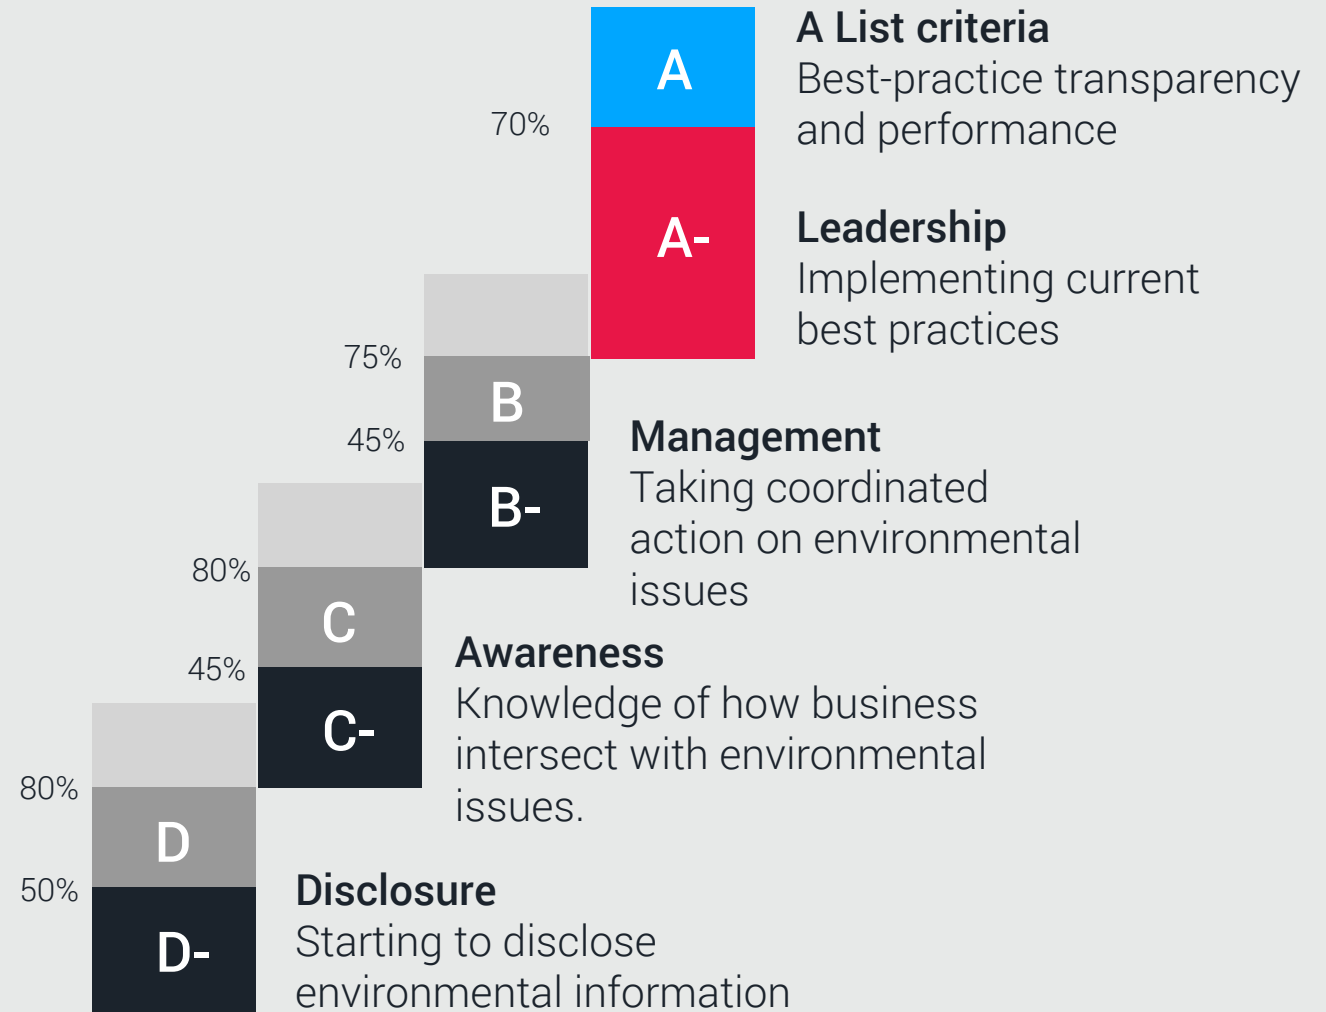 A
A List criteria
Best-practice transparency
and performance
70%
A-
Leadership
Implementing current
best practices
75%
B
45%
Management
Taking coordinated
action on environmental
issues
B-
80%
C
45%
Awareness
Knowledge of how business
intersect with environmental
issues.
C-
80%
D
50%
Disclosure
Starting to disclose
environmental information
D-